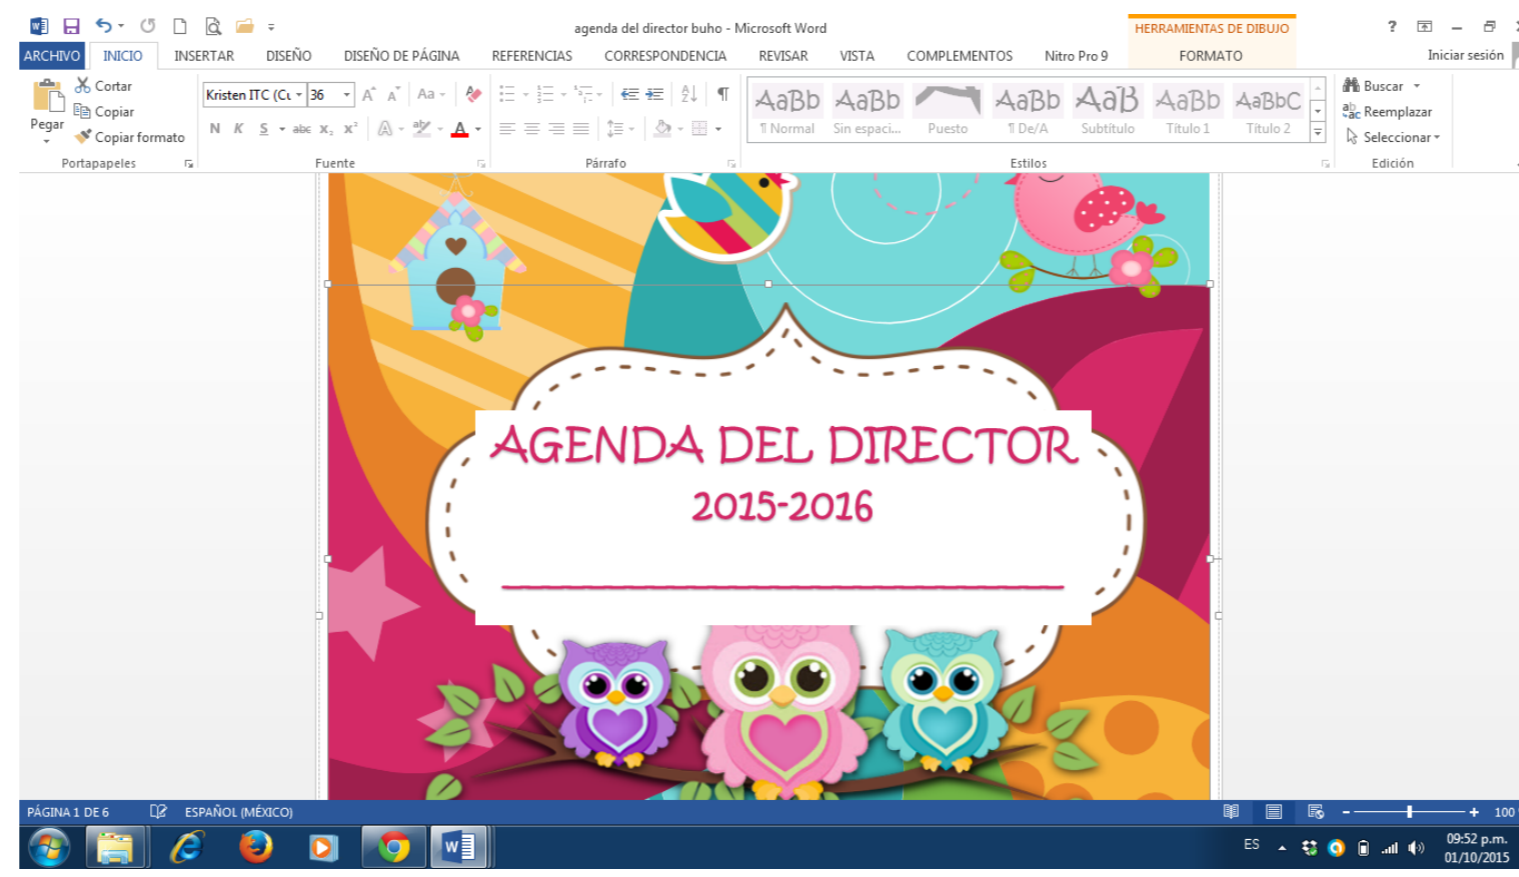 agenda del director buho - Microsoft Word
HERRAMIENTAS DE DIBUJO
?
ARCHIVO INICIO INSERTAR DISEÑO DISEÑO DE PÁGINA REFERENCIAS CORRESPONDENCIA REVISAR VISTA COMPLEMENTOS Nitro Pro 9 FORMATO Iniciar sesión
Pegar
Cortar
Copiar
Copiar formato
Portapapeles
Kristen ITC (Cu 36
N K S abc x₂ x²
Fuente
Párrafo
AaBb AaBb AaBb AaB AaBb AaBbC
¶ Normal Sin espaci... Puesto ¶ De/A Subtítulo Título 1 Título 2
Estilos
Buscar
Reemplazar
Seleccionar
Edición
AGENDA DEL DIRECTOR
2015-2016
PÁGINA 1 DE 6 ESPAÑOL (MÉXICO) 100
ES 09:52 p.m.
01/10/2015